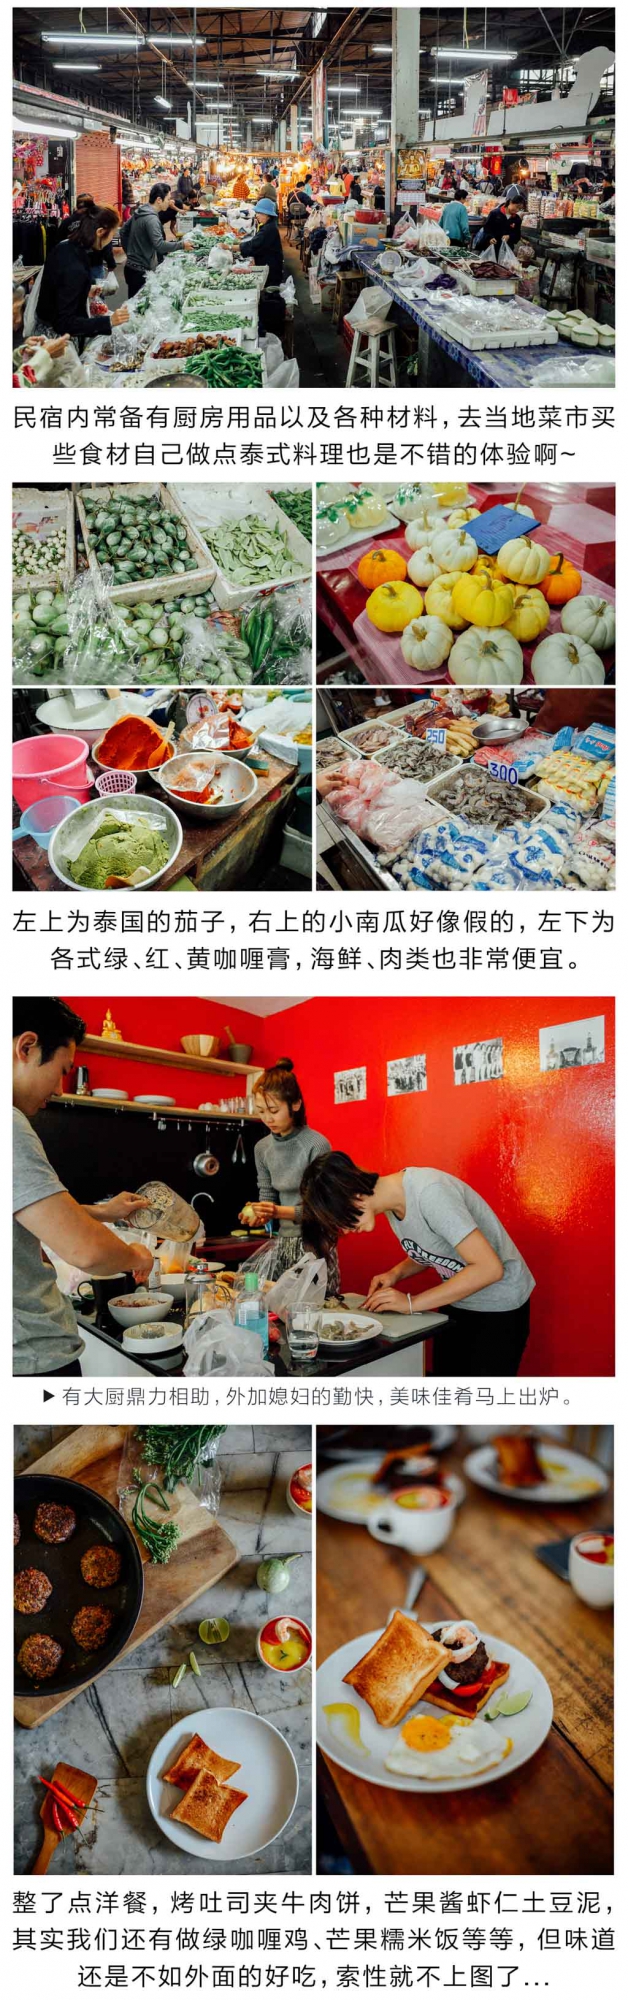 民宿内常备有厨房用品以及各种材料，去当地菜市买
些食材自己做点泰式料理也是不错的体验啊~
250
300
左上为泰国的茄子，右上的小南瓜好像假的，左下为
各式绿、红、黄咖喱膏，海鲜、肉类也非常便宜。
▶ 有大厨鼎力相助，外加媳妇的勤快，美味佳肴马上出炉。
整了点洋餐，烤吐司夹牛肉饼，芒果酱虾仁土豆泥，
其实我们还有做绿咖喱鸡、芒果糯米饭等等，但味道
还是不如外面的好吃，索性就不上图了...